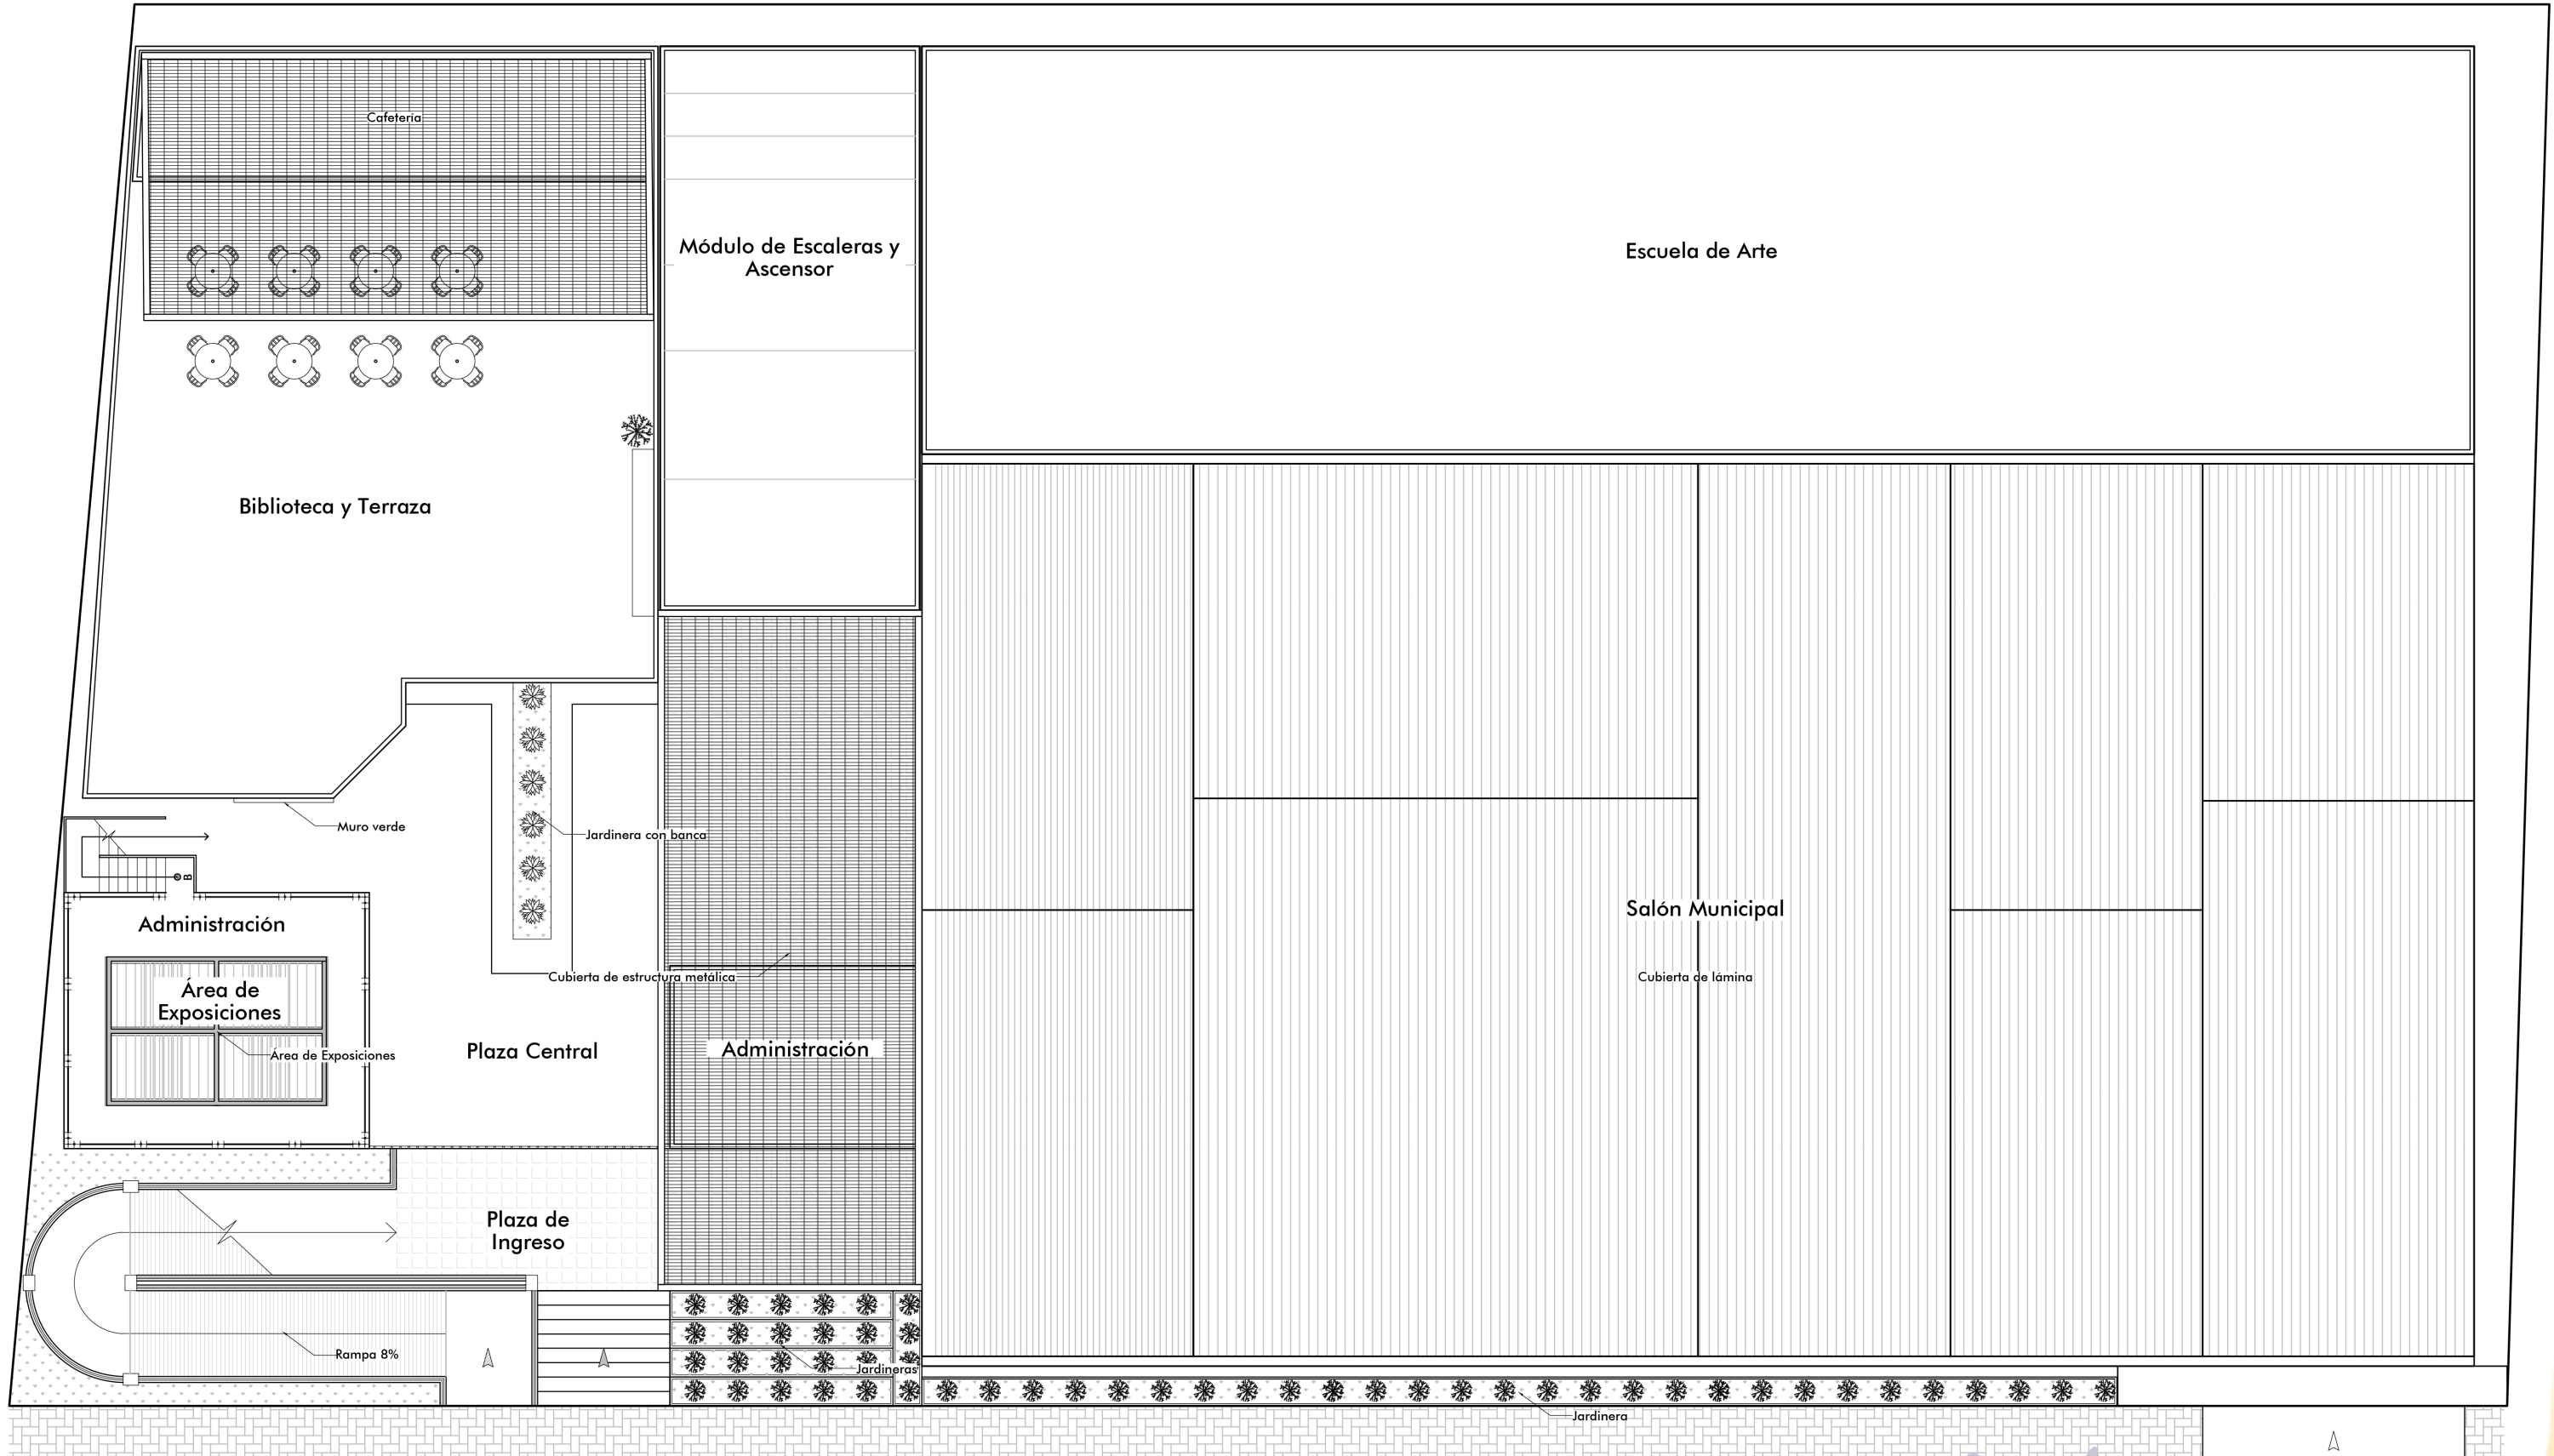 Cafetería
Módulo de Escaleras y
Ascensor
Escuela de Arte
Biblioteca y Terraza
Muro verde
Jardinera con banca
B
Administración
Área de
Exposiciones
Área de Exposiciones
Cubierta de estructura metálica
Plaza Central
Administración
Salón Municipal
Cubierta de lámina
Plaza de
Ingreso
Rampa 8%
Jardineras
Jardinera